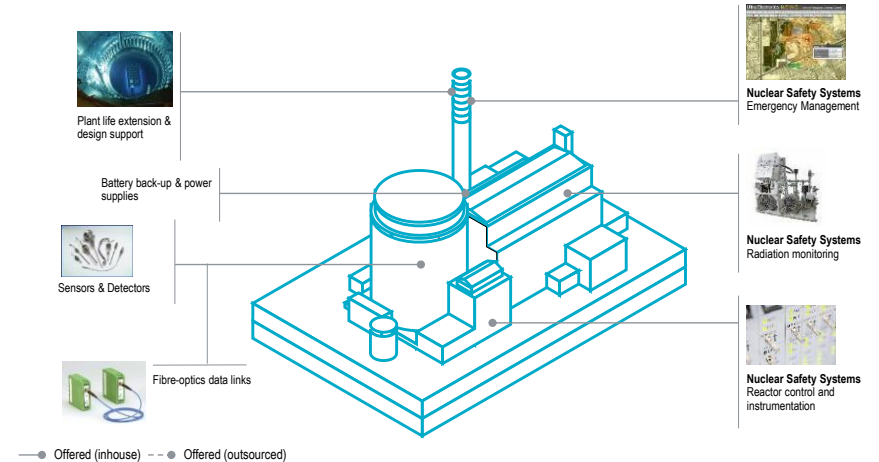 Plant life extension &
design support
Battery back-up & power
supplies
Sensors & Detectors
Fibre-optics data links
Nuclear Safety Systems
Emergency Management
Nuclear Safety Systems
Radiation monitoring
Nuclear Safety Systems
Reactor control and
instrumentation
Offered (inhouse)
Offered (outsourced)